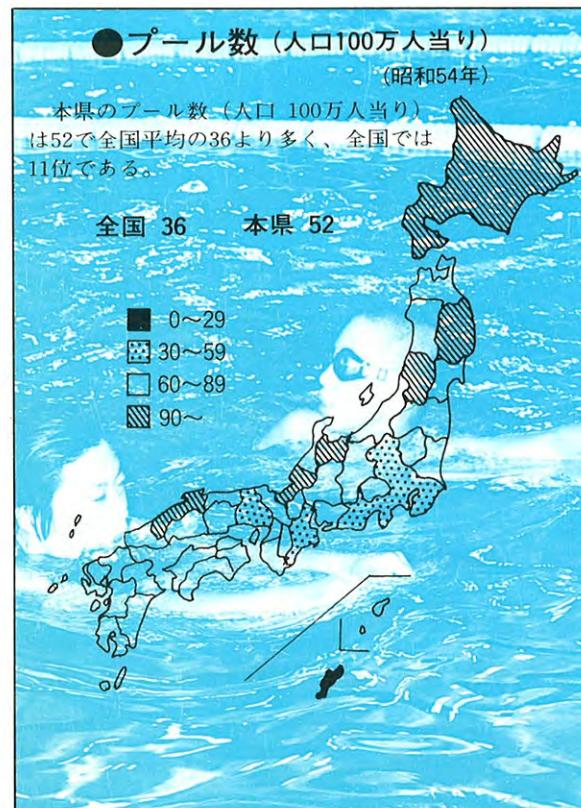 ●プール数(人口100万人当り)
(昭和54年)
本県のプール数(人口 100万人当り)
は52で全国平均の36より多く、全国では
11位である。
全国 36 本県 52
0〜29
30〜59
60〜89
90〜